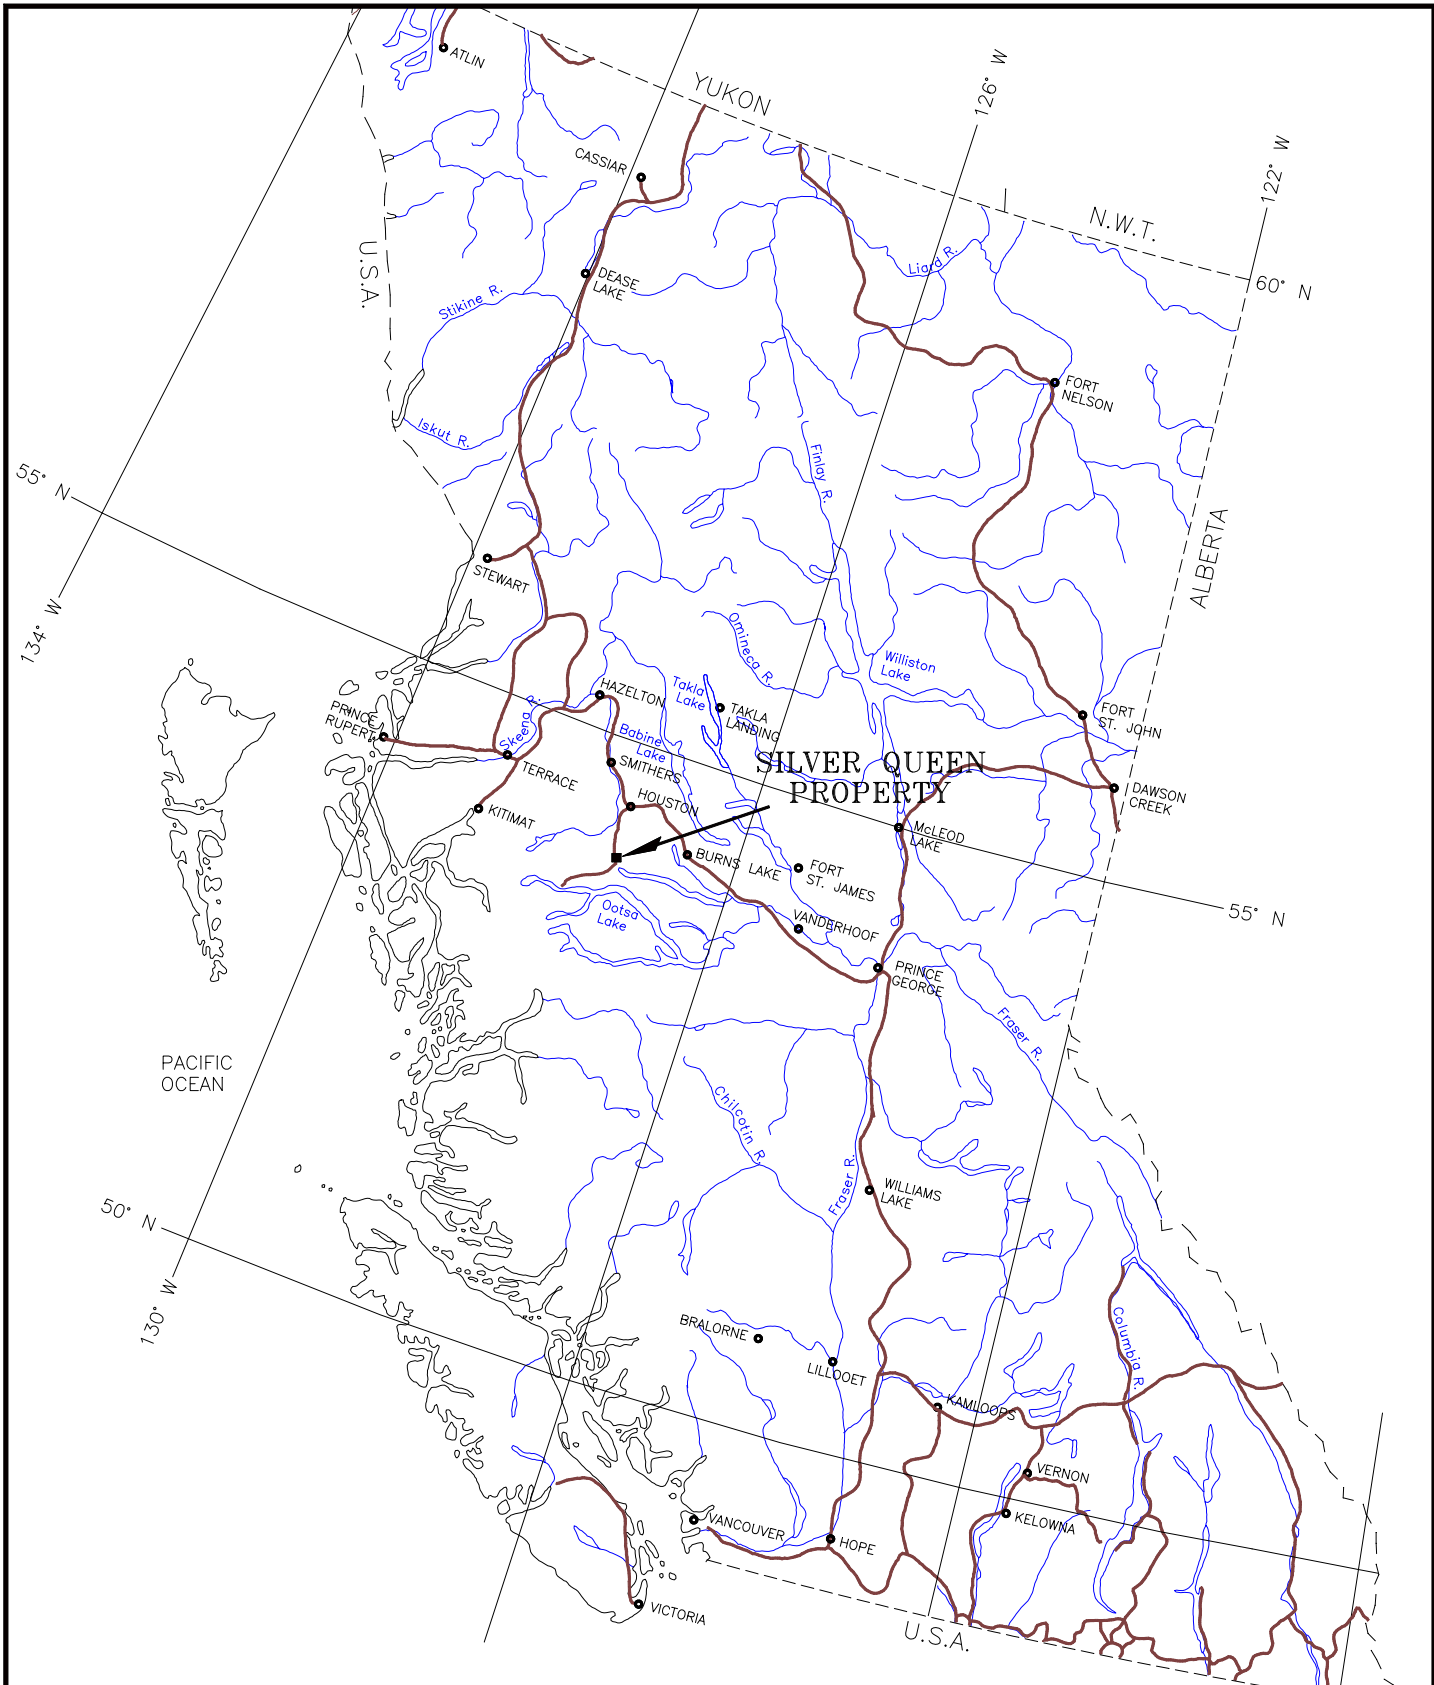 ATLIN
YUKON
126° W
122° W
CASSIAR
N.W.T.
U.S.A.
Liard R.
60° N
DEASE
LAKE
Stikine R.
FORT
NELSON
Iskut R.
Finlay R.
55° N
ALBERTA
STEWART
134° W
Omineca R.
Williston
Lake
HAZELTON
Takla
Lake
TAKLA
LANDING
PRINCE
RUPERT
Skeena R.
Babine
Lake
FORT
ST. JOHN
SILVER QUEEN
PROPERTY
SMITHERS
TERRACE
DAWSON
CREEK
HOUSTON
KITIMAT
McLEOD
LAKE
BURNS LAKE
FORT
ST. JAMES
55° N
Ootsa
Lake
VANDERHOOF
PRINCE
GEORGE
Fraser R.
PACIFIC
OCEAN
Chilcotin R.
Fraser R.
WILLIAMS
LAKE
50° N
130° W
BRALORNE
LILLOOET
Columbia R.
KAMLOOPS
VERNON
KELOWNA
VANCOUVER
HOPE
VICTORIA
U.S.A.